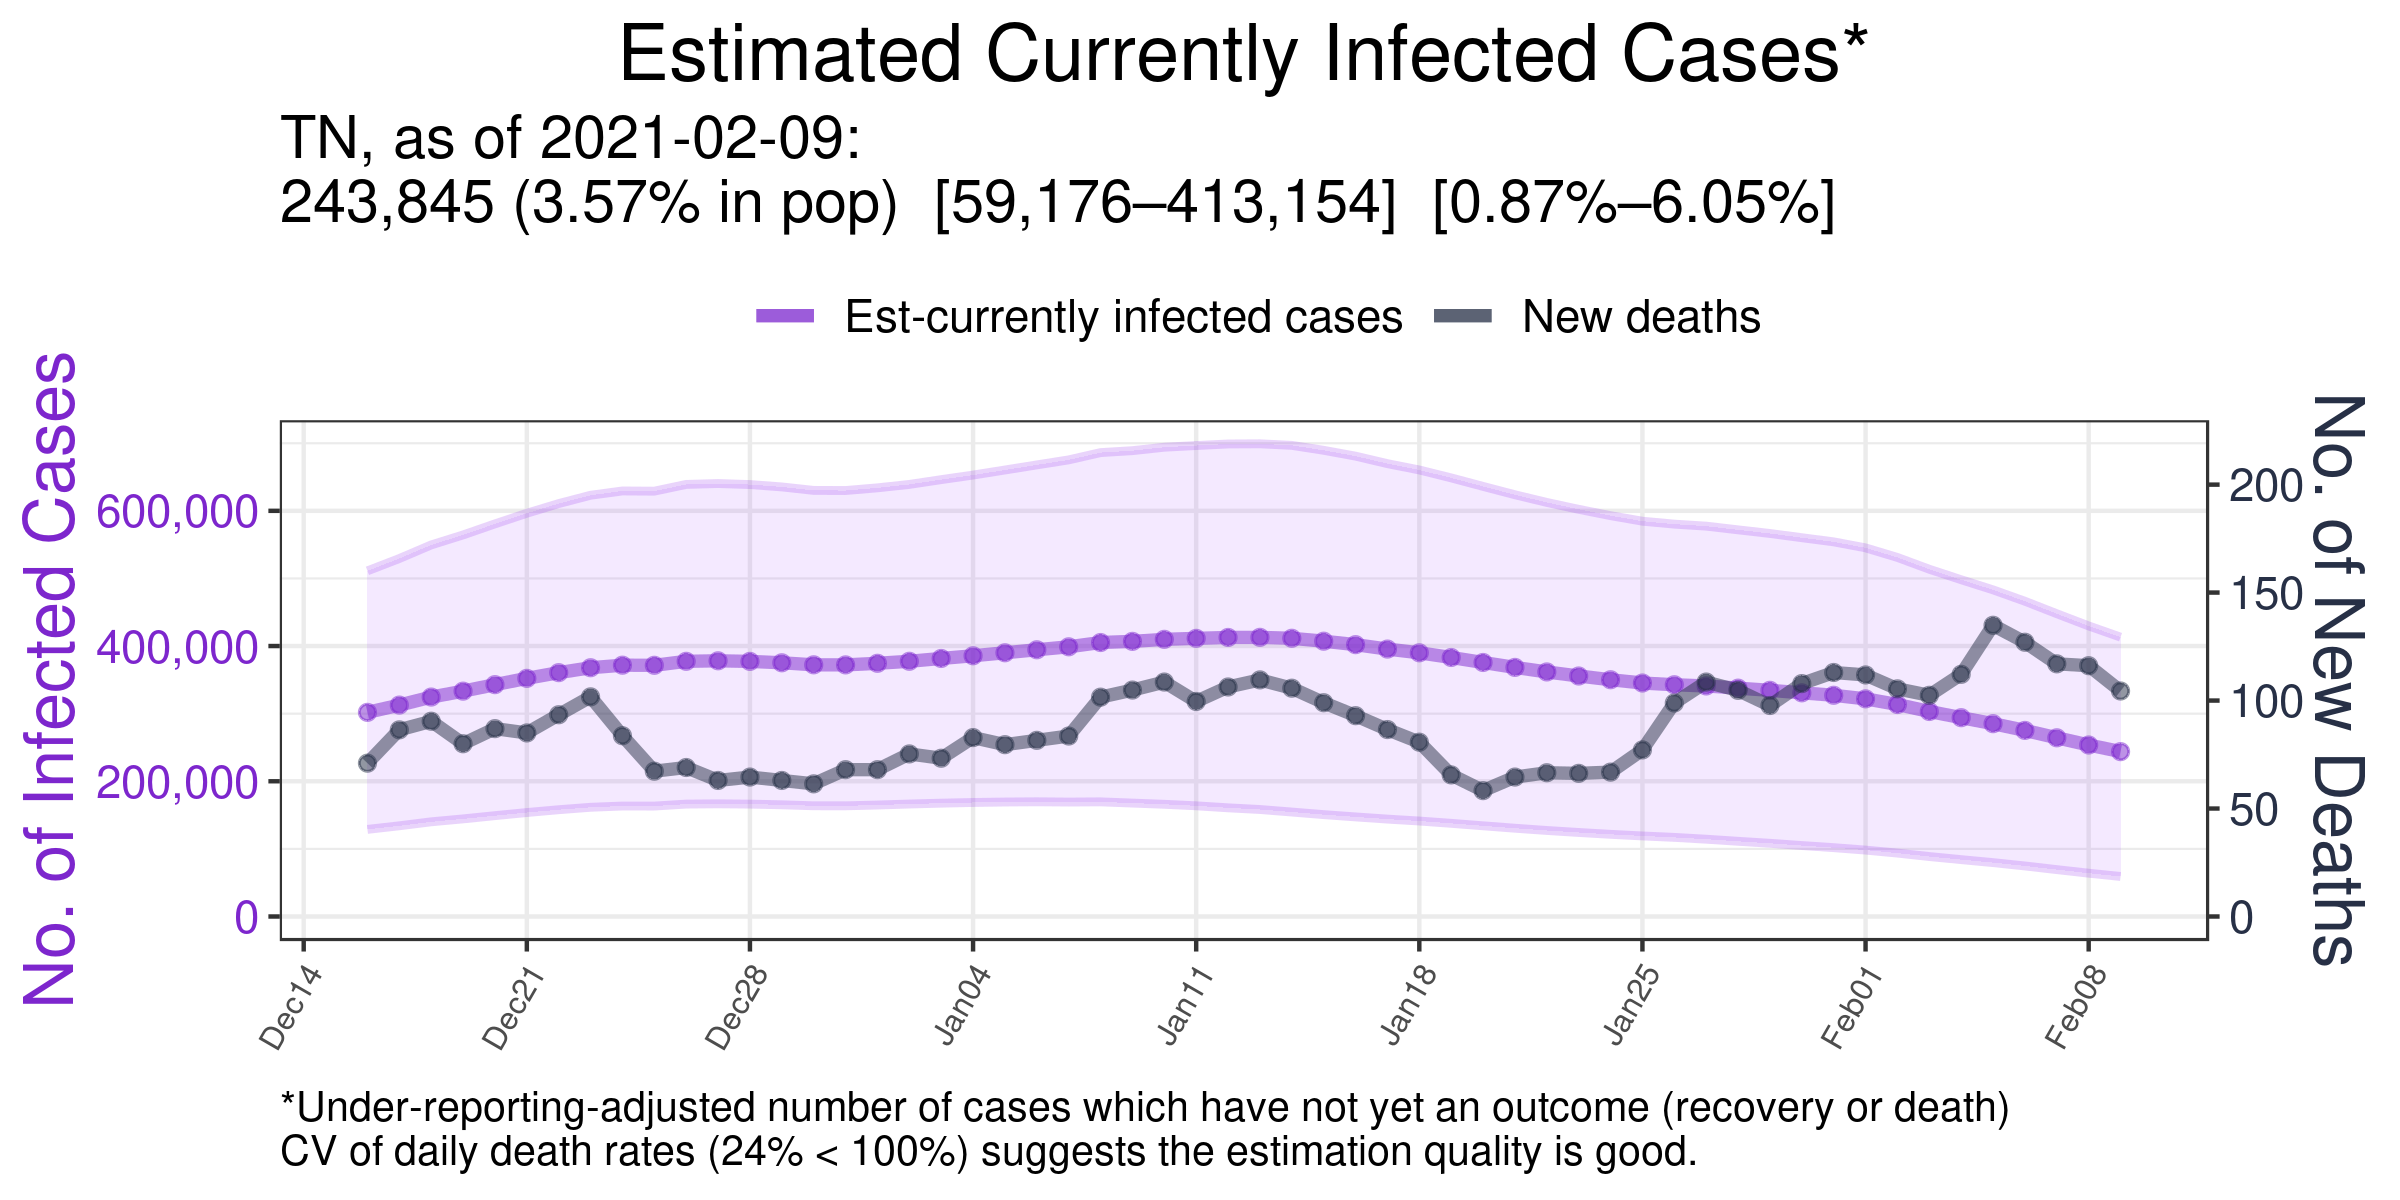 Estimated Currently Infected Cases*
TN, as of 2021-02-09:
243,845 (3.57% in pop)  [59,176–413,154]  [0.87%–6.05%]
Est-currently infected cases
New deaths
No. of Infected Cases
600,000
400,000
200,000
0
200
150
100
50
0
No. of New Deaths
Dec14
Dec21
Dec28
Jan04
Jan11
Jan18
Jan25
Feb01
Feb08
*Under-reporting-adjusted number of cases which have not yet an outcome (recovery or death)
CV of daily death rates (24% < 100%) suggests the estimation quality is good.